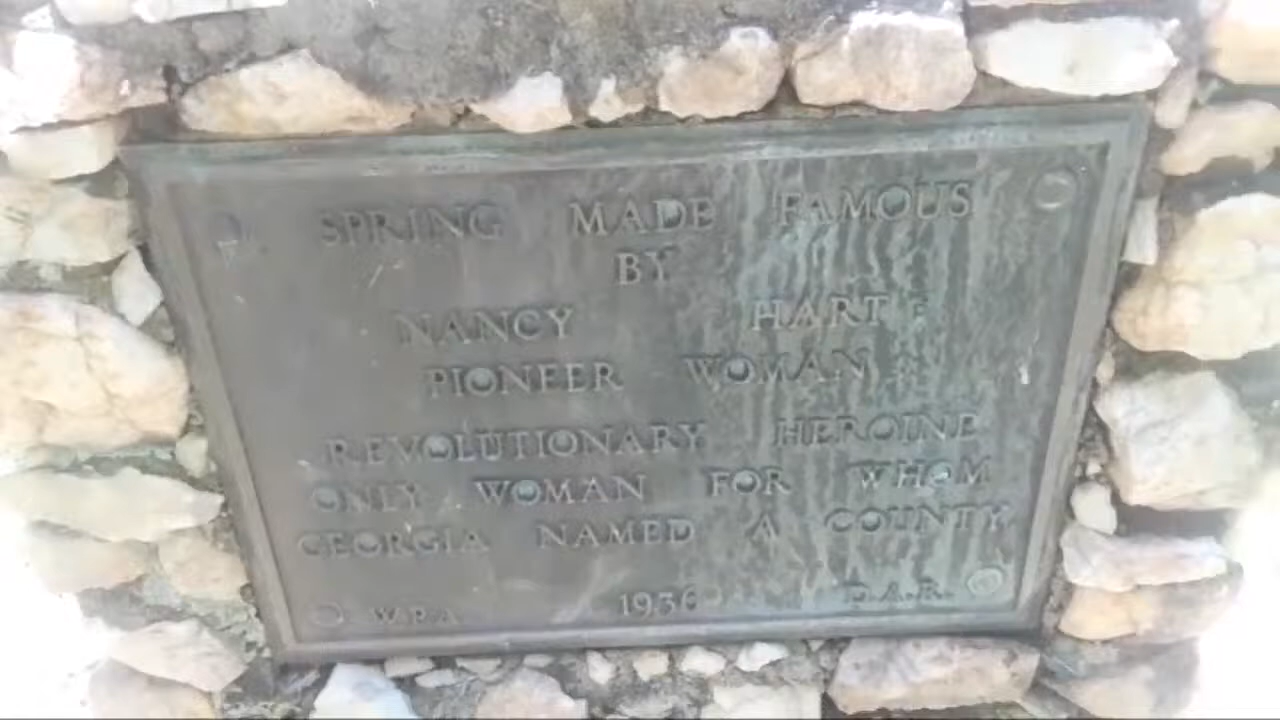 SPRING MADE FAMOUS
BY
NANCY HART
PIONEER WOMAN
REVOLUTIONARY HEROINE
ONLY WOMAN FOR WHOM
GEORGIA NAMED A COUNTY
W.P.A. 1936 D.A.R.